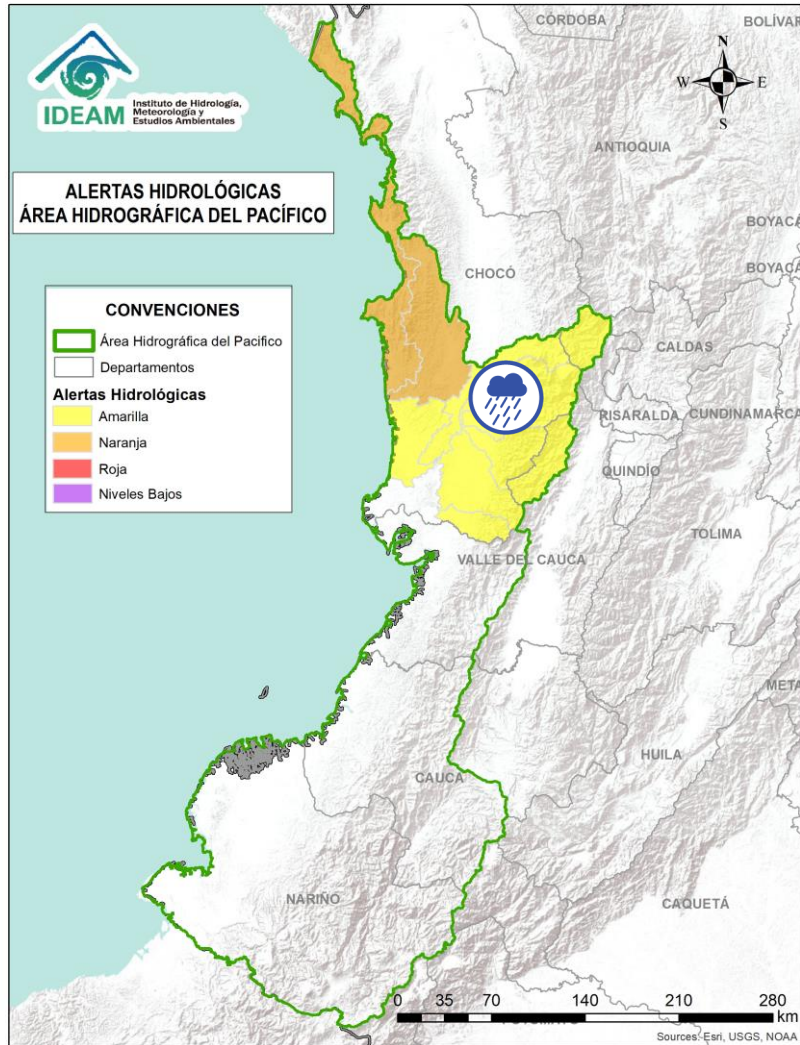 CÓRDOBA
BOLÍVAR
IDEAM
Instituto de Hidrología,
Meteorología y
Estudios Ambientales
N
W E
S
ANTIOQUIA
ALERTAS HIDROLÓGICAS
ÁREA HIDROGRÁFICA DEL PACÍFICO
BOYACÁ
BOYACÁ
CHOCÓ
CONVENCIONES
Área Hidrográfica del Pacifico
Departamentos
Alertas Hidrológicas
Amarilla
Naranja
Roja
Niveles Bajos
CALDAS
RISARALDA
CUNDINAMARCA
QUINDÍO
TOLIMA
VALLE DEL CAUCA
META
HUILA
CAUCA
NARIÑO
CAQUETÁ
0 35 70 140 210 280
km
Sources: Esri, USGS, NOAA